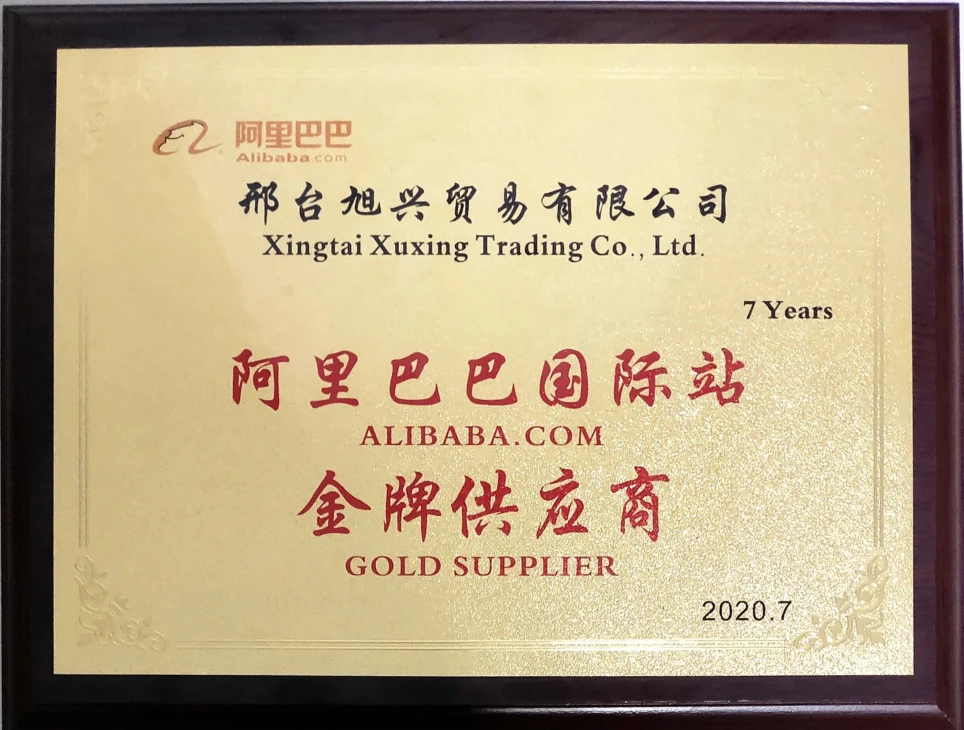 阿里巴巴
Alibaba.com
邢台旭兴贸易有限公司
Xingtai Xuxing Trading Co., Ltd.
7 Years
阿里巴巴国际站
ALIBABA.COM
金牌供应商
GOLD SUPPLIER
2020.7